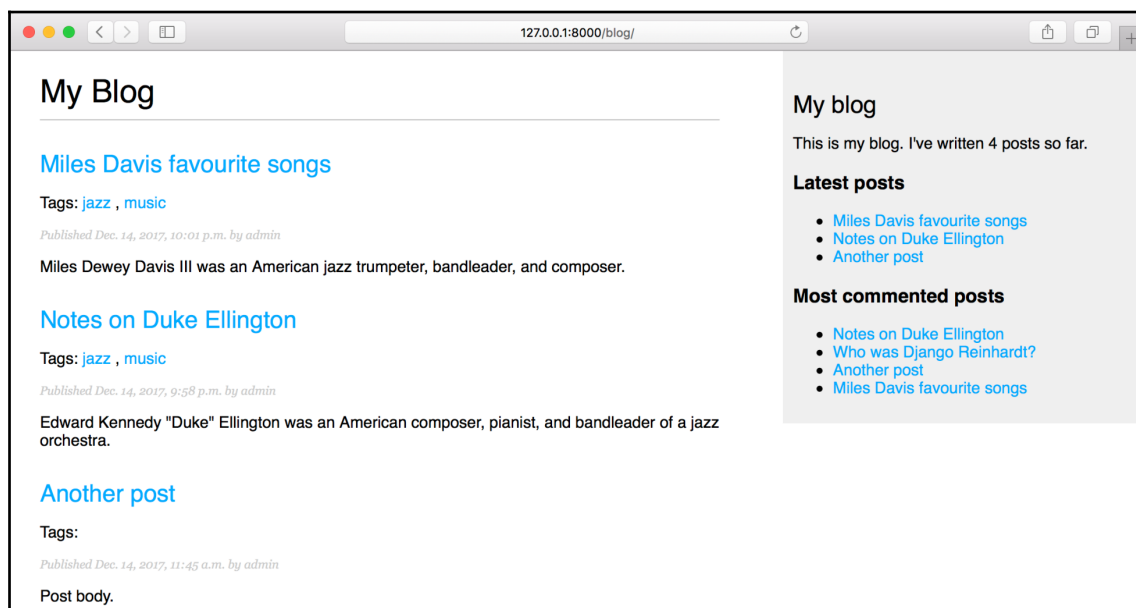 127.0.0.1:8000/blog/
My Blog
Miles Davis favourite songs
Tags: jazz , music
Published Dec. 14, 2017, 10:01 p.m. by admin
Miles Dewey Davis III was an American jazz trumpeter, bandleader, and composer.
Notes on Duke Ellington
Tags: jazz , music
Published Dec. 14, 2017, 9:58 p.m. by admin
Edward Kennedy "Duke" Ellington was an American composer, pianist, and bandleader of a jazz
orchestra.
Another post
Tags:
Published Dec. 14, 2017, 11:45 a.m. by admin
Post body.
My blog
This is my blog. I've written 4 posts so far.
Latest posts
• Miles Davis favourite songs
• Notes on Duke Ellington
• Another post
Most commented posts
• Notes on Duke Ellington
• Who was Django Reinhardt?
• Another post
• Miles Davis favourite songs